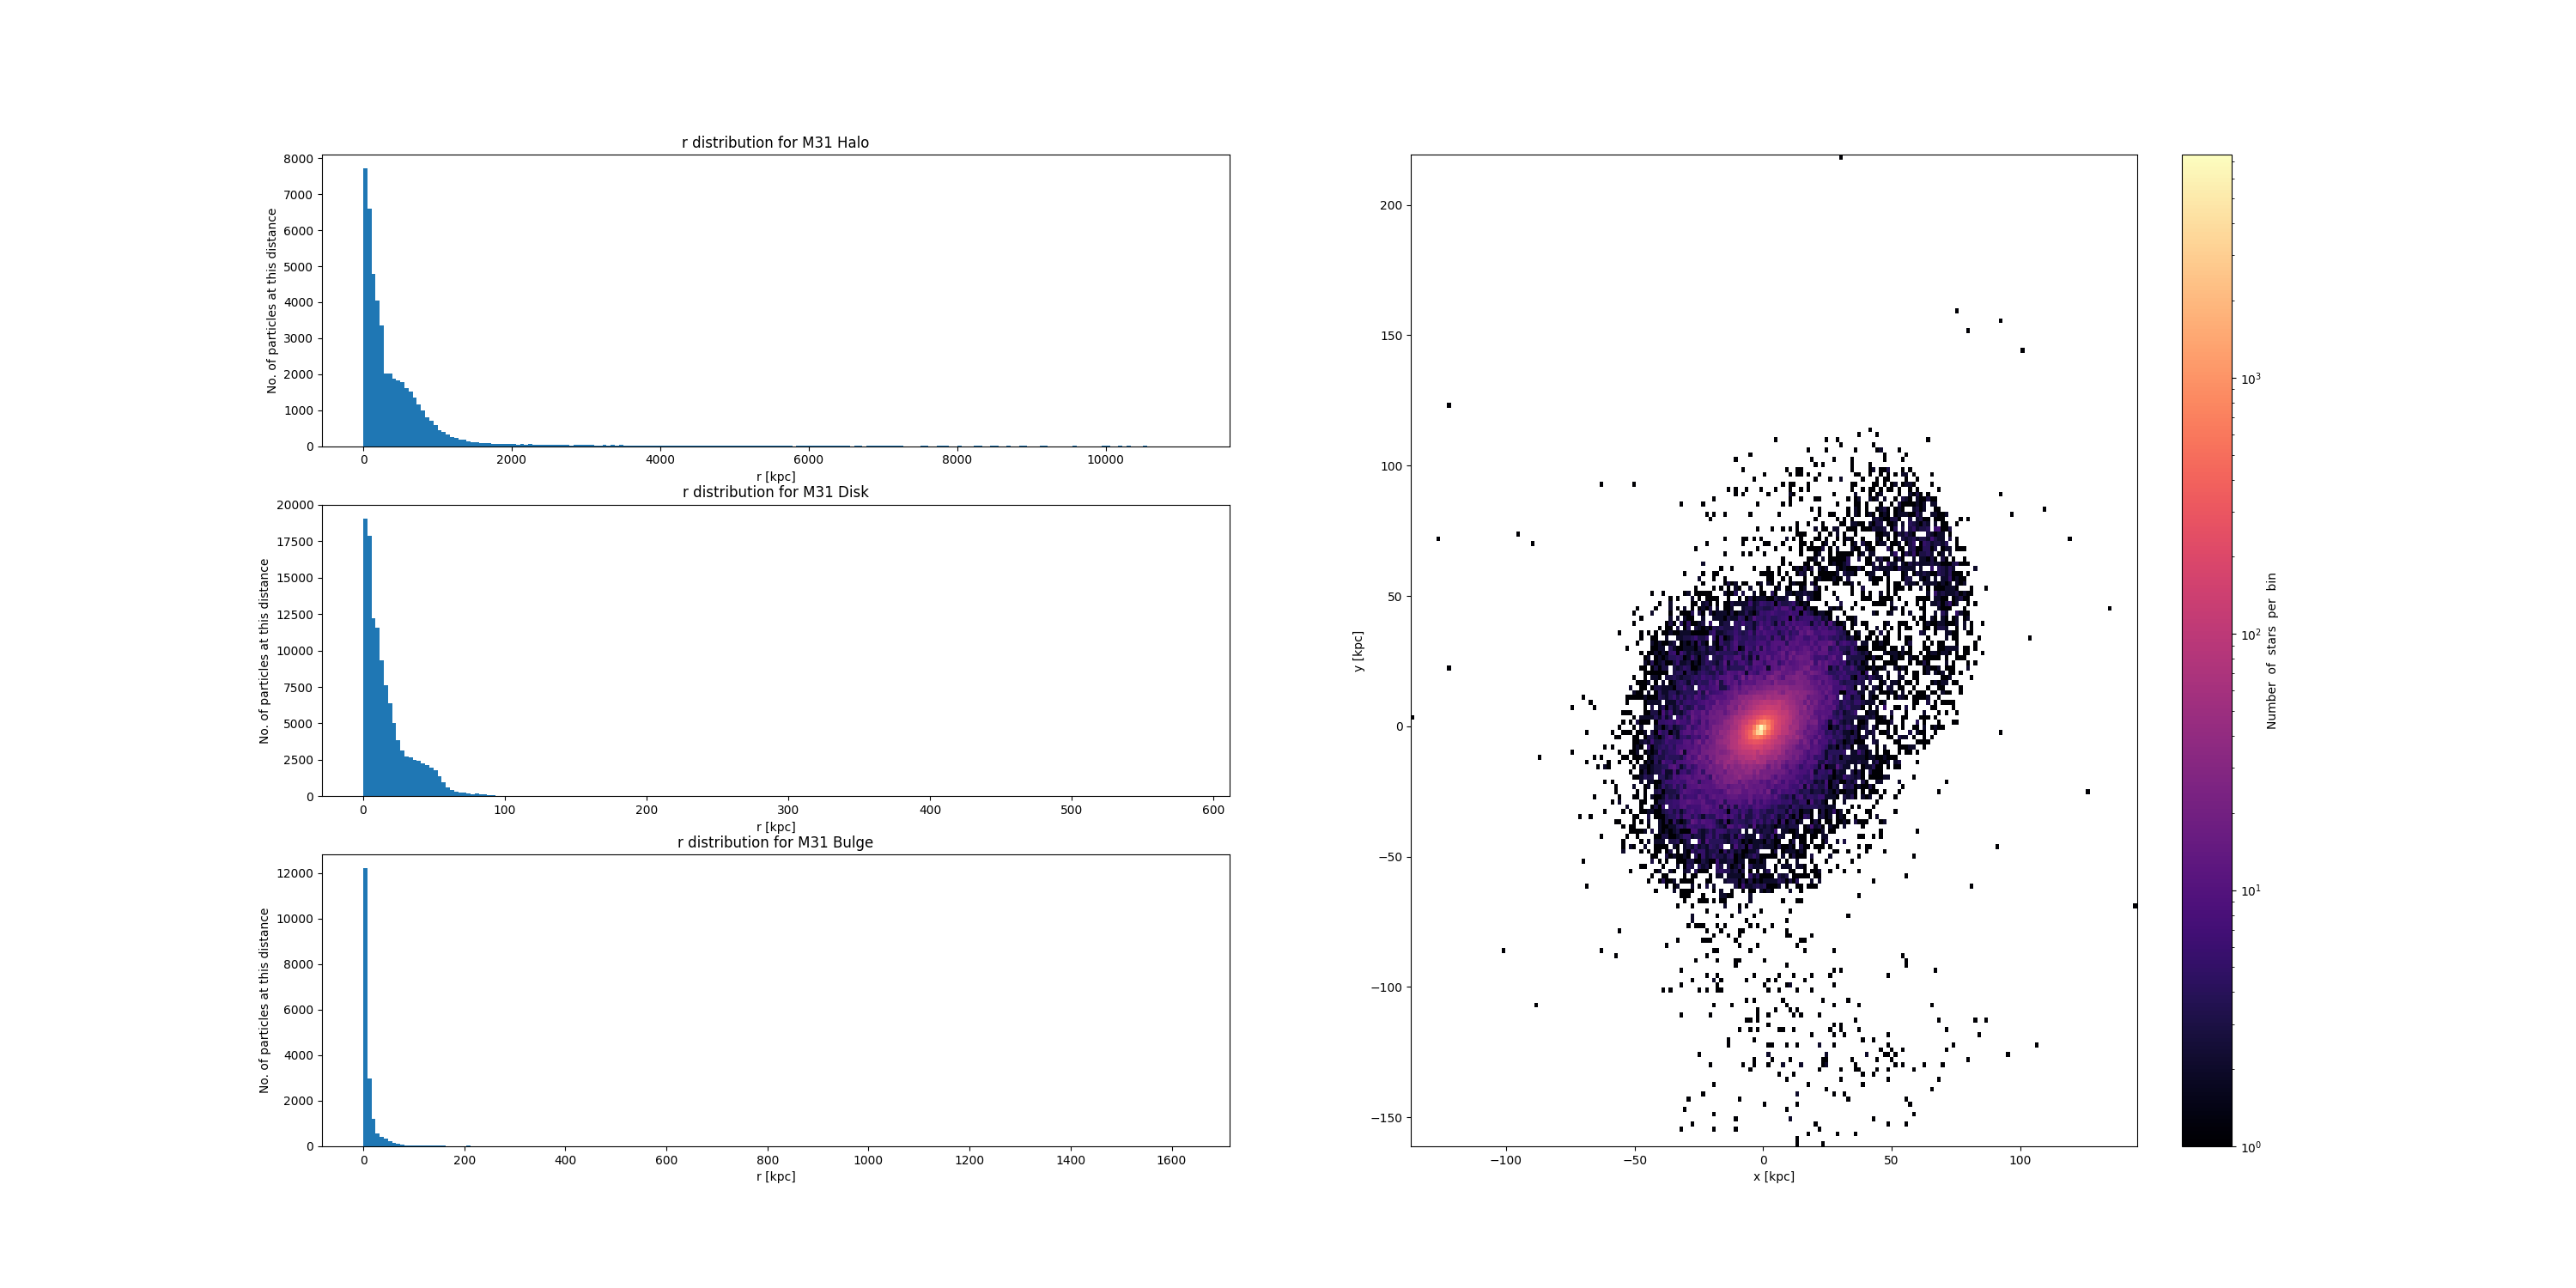 r distribution for M31 Halo
No. of particles at this distance
8000
7000
6000
5000
4000
3000
2000
1000
0
0 2000 4000 6000 8000 10000
r [kpc]
r distribution for M31 Disk
No. of particles at this distance
20000
17500
15000
12500
10000
7500
5000
2500
0
0 100 200 300 400 500 600
r [kpc]
r distribution for M31 Bulge
No. of particles at this distance
12000
10000
8000
6000
4000
2000
0
0 200 400 600 800 1000 1200 1400 1600
r [kpc]
y [kpc]
200
150
100
50
0
−50
−100
−150
−100 −50 0 50 100
x [kpc]
10³
10²
10¹
10⁰
Number of stars per bin